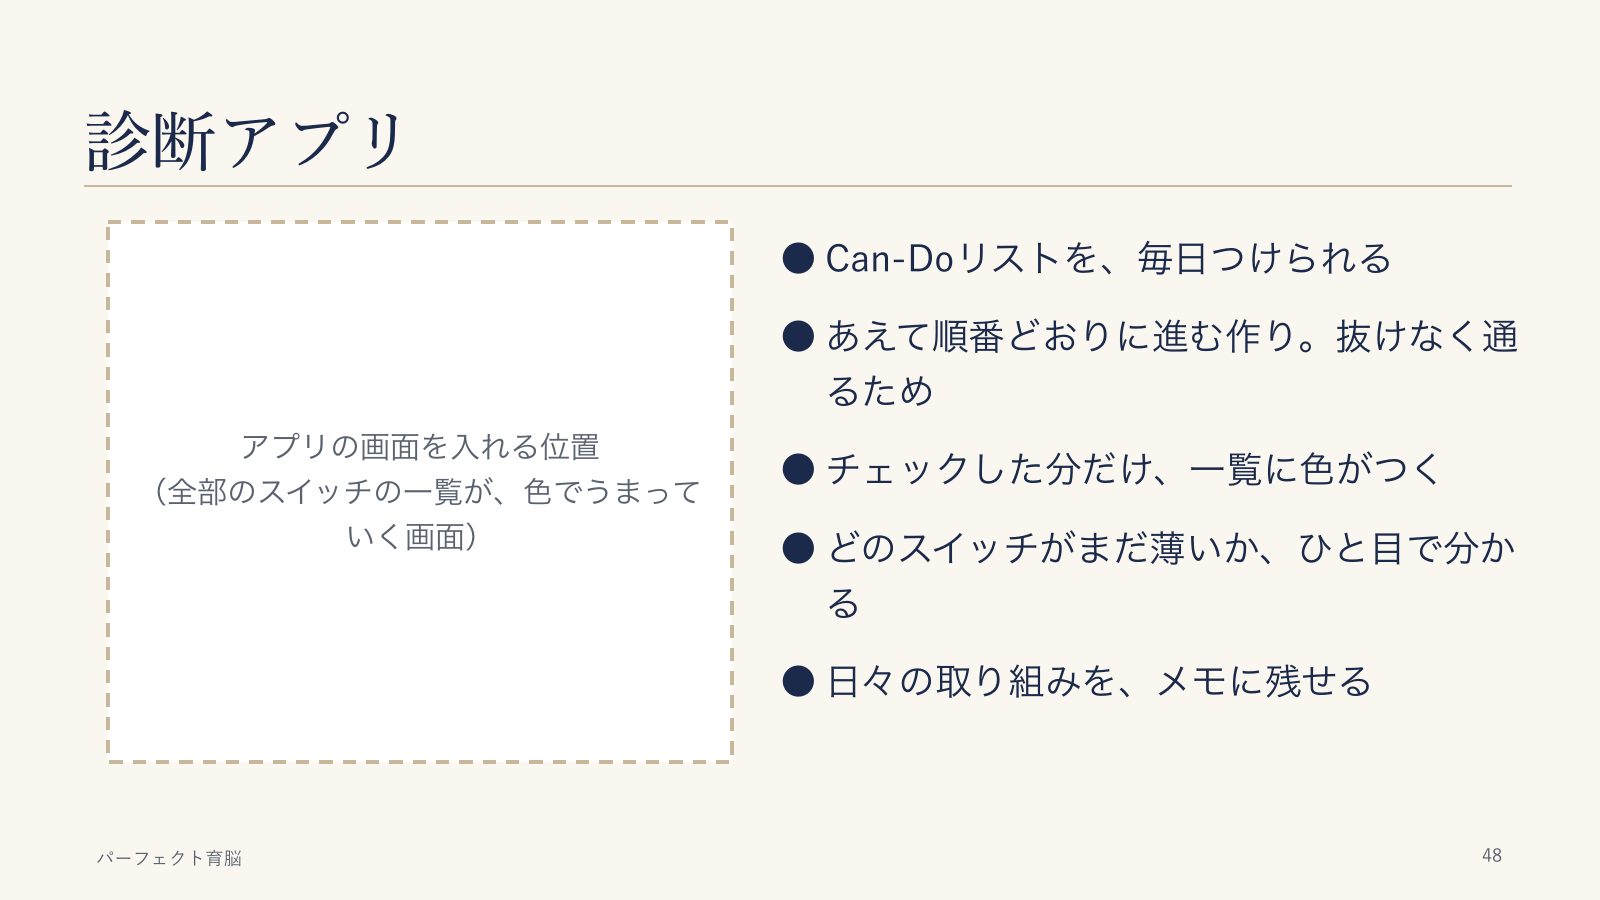 診断アプリ
アプリの画面を入れる位置
（全部のスイッチの一覧が、色でうまって
いく画面）
● Can-Doリストを、毎日つけられる
● あえて順番どおりに進む作り。抜けなく通
るため
● チェックした分だけ、一覧に色がつく
● どのスイッチがまだ薄いか、ひと目で分か
る
● 日々の取り組みを、メモに残せる
パーフェクト育脳
48